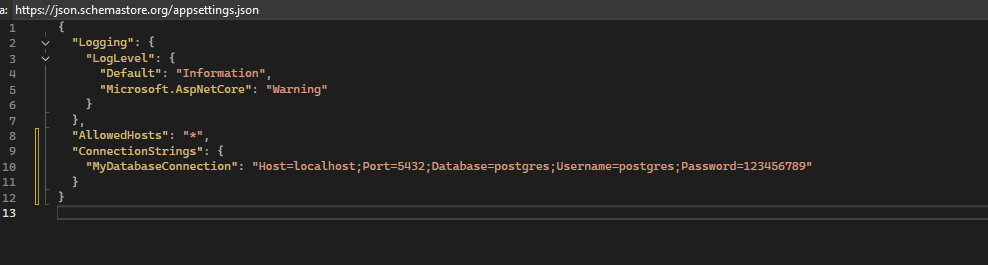 a: https://json.schemastore.org/appsettings.json
1 {
2 "Logging": {
3 "LogLevel": {
4 "Default": "Information",
5 "Microsoft.AspNetCore": "Warning"
6 }
7 },
8 "AllowedHosts": "*",
9 "ConnectionStrings": {
10 "MyDatabaseConnection": "Host=localhost;Port=5432;Database=postgres;Username=postgres;Password=123456789"
11 }
12 }
13